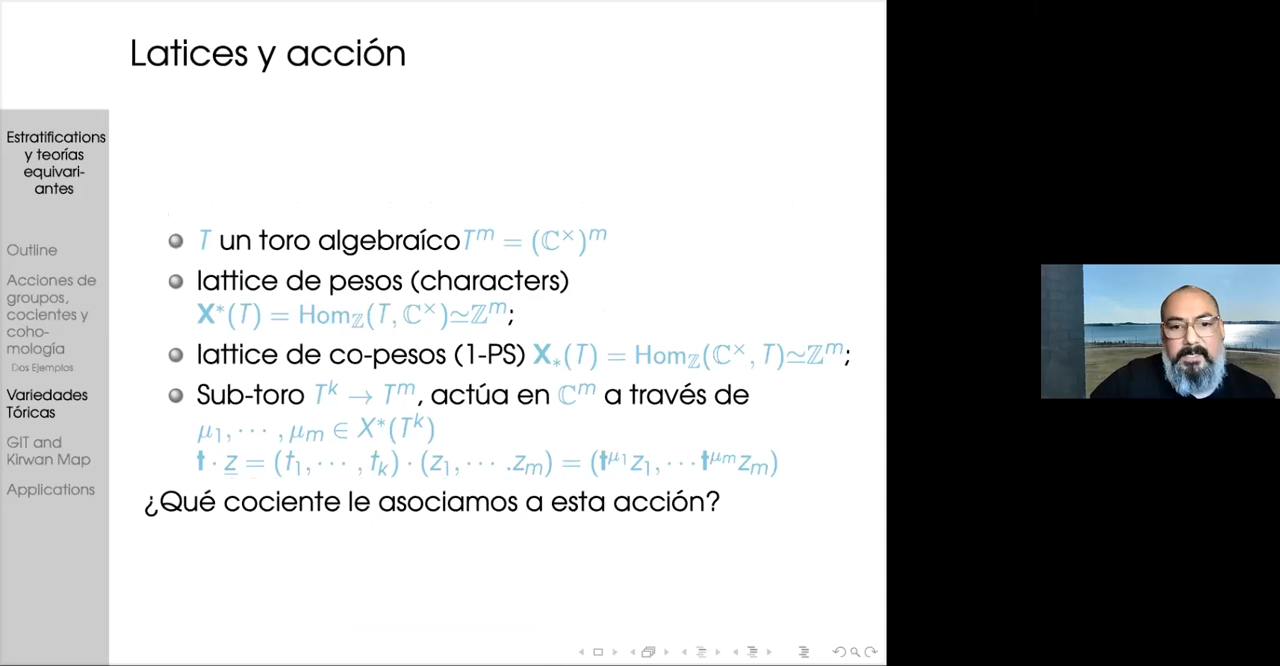 Latices y acción
Estratifications
y teorías
equivari-
antes
Outline
Acciones de
groupos,
cocientes y
coho-
mología
Dos Ejemplos
Variedades
Tóricas
GIT and
Kirwan Map
Applications
T un toro algebraíco T^m = (ℂ^×)^m
lattice de pesos (characters)
X^*(T) = Hom_ℤ(T, ℂ^×)≃ℤ^m;
lattice de co-pesos (1-PS) X_*(T) = Hom_ℤ(ℂ^×, T)≃ℤ^m;
Sub-toro T^k → T^m, actúa en ℂ^m a través de
μ_1, ⋯ , μ_m ∈ X^*(T^k)
t · z = (t_1, ⋯ , t_k) · (z_1, ⋯ .z_m) = (t^{μ_1}z_1, ⋯ t^{μ_m}z_m)
¿Qué cociente le asociamos a esta acción?